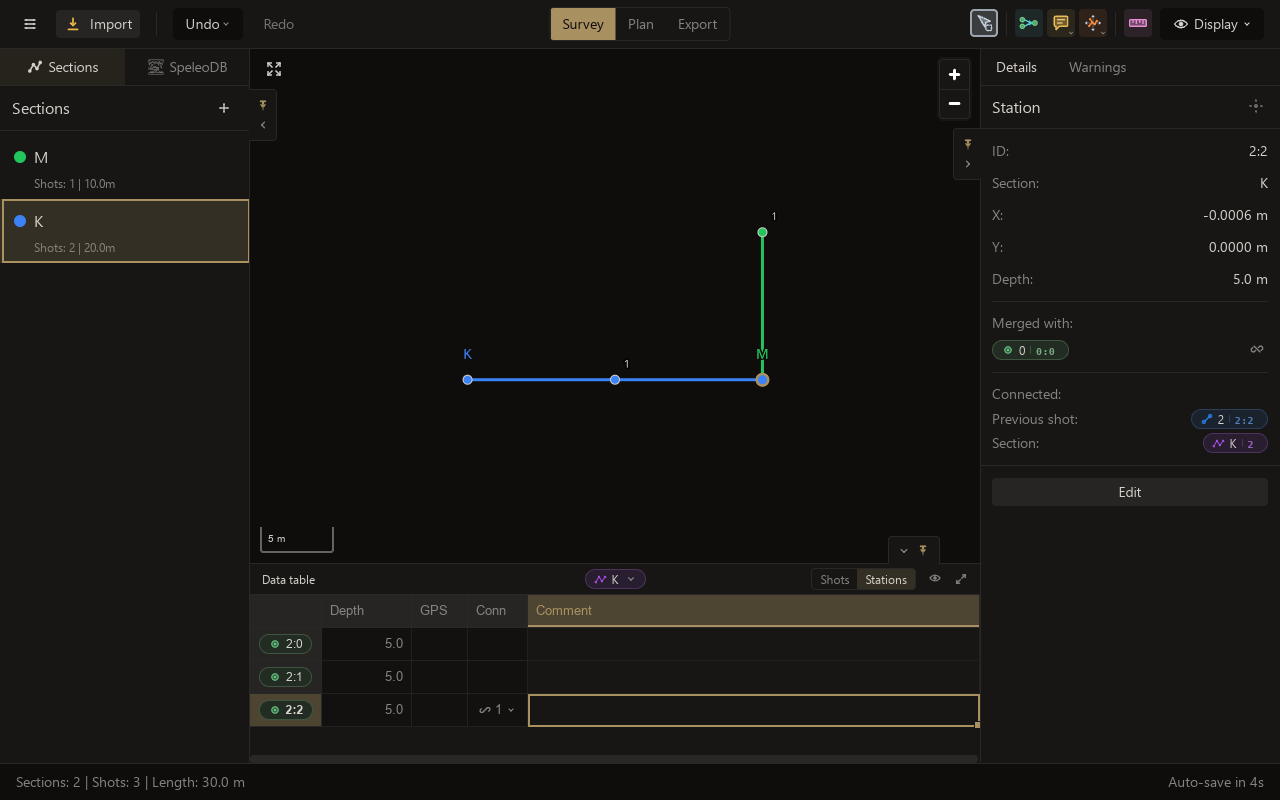 Import
Undo
Redo
Survey
Plan
Export
Display
Sections
SpeleoDB
Sections
M
Shots: 1 | 10.0m
K
Shots: 2 | 20.0m
1
K
1
M
5 m
Data table
K
Shots
Stations
Depth
GPS
Conn
Comment
2:0
5.0
2:1
5.0
2:2
5.0
1
Details
Warnings
Station
ID:
2:2
Section:
K
X:
-0.0006 m
Y:
0.0000 m
Depth:
5.0 m
Merged with:
0 | 0:0
Connected:
Previous shot:
2 | 2:2
Section:
K | 2
Edit
Sections: 2 | Shots: 3 | Length: 30.0 m
Auto-save in 4s